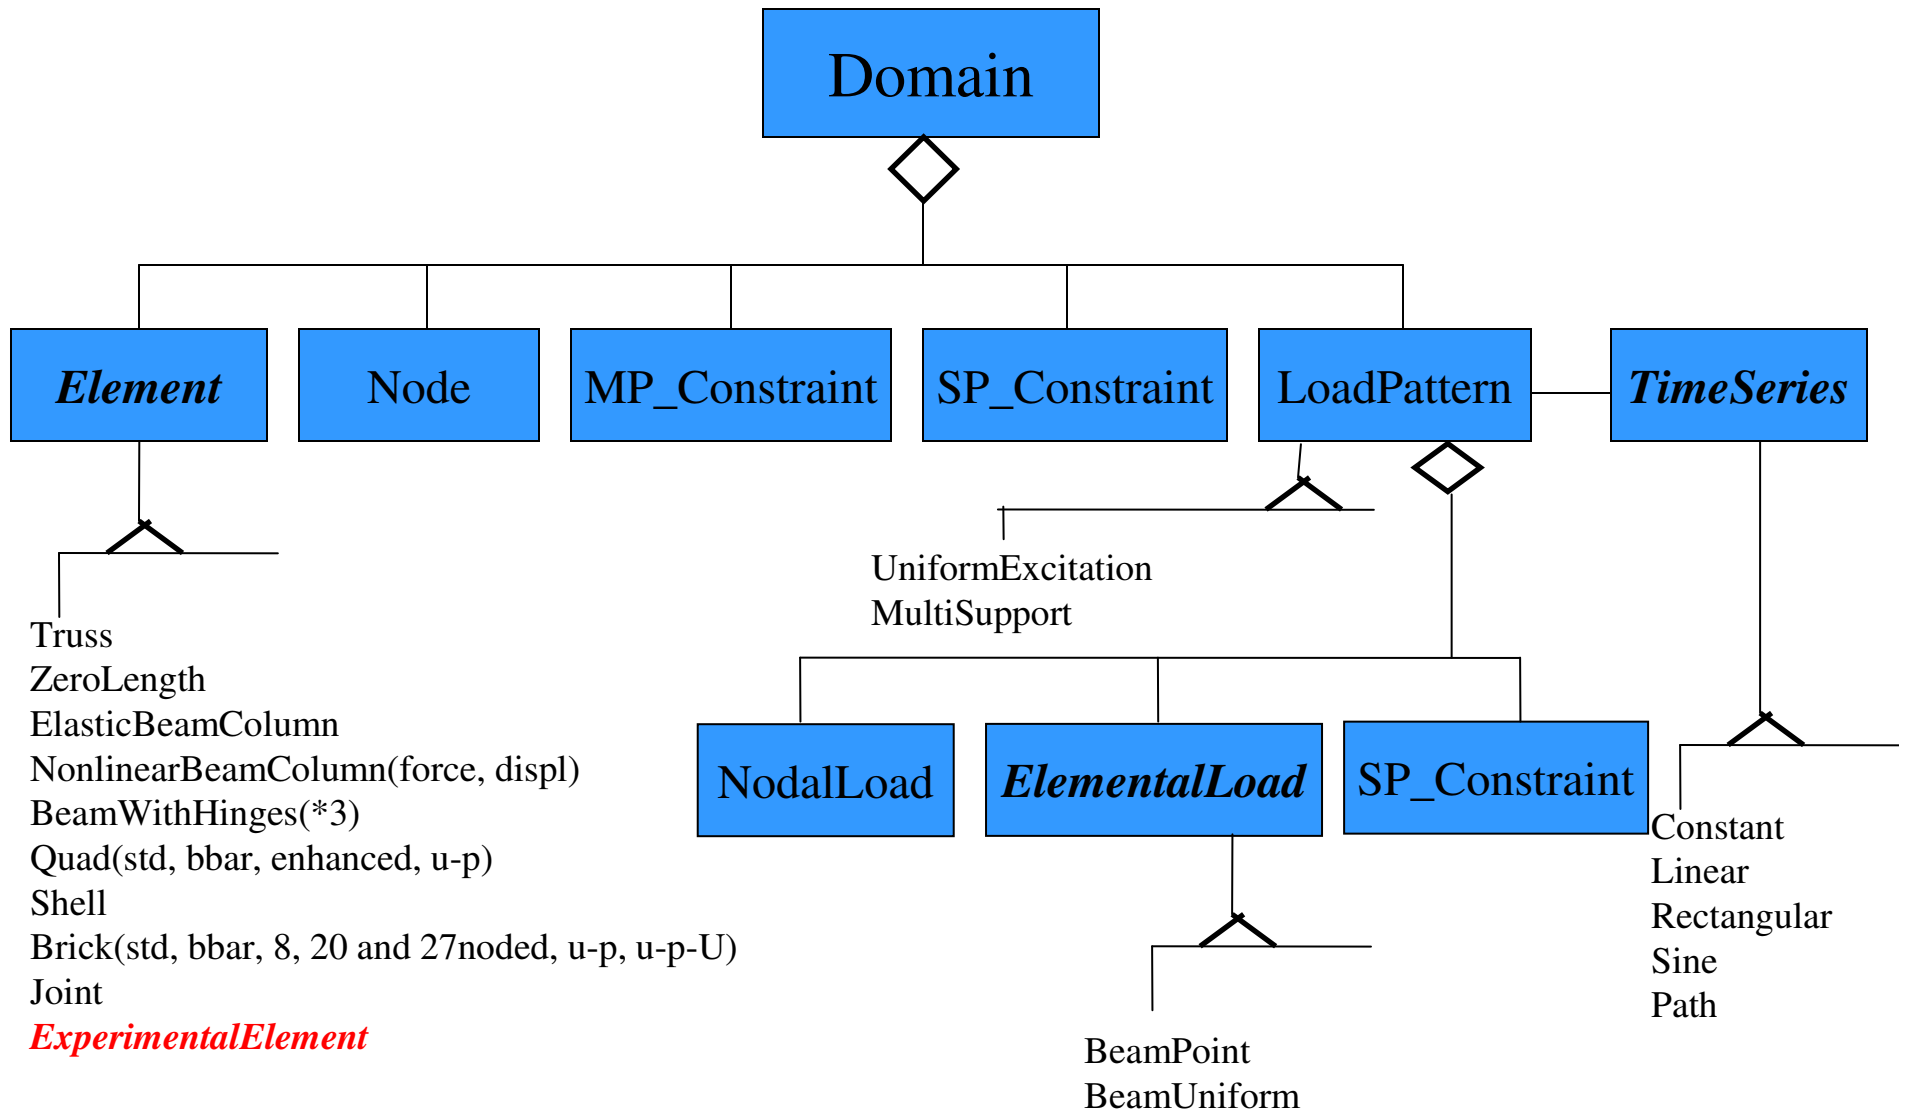 Domain
Element
Node
MP_Constraint
SP_Constraint
LoadPattern
TimeSeries
UniformExcitation
MultiSupport
Truss
ZeroLength
ElasticBeamColumn
NonlinearBeamColumn(force, displ)
BeamWithHinges(*3)
Quad(std, bbar, enhanced, u-p)
Shell
Brick(std, bbar, 8, 20 and 27noded, u-p, u-p-U)
Joint
ExperimentalElement
NodalLoad
ElementalLoad
SP_Constraint
BeamPoint
BeamUniform
Constant
Linear
Rectangular
Sine
Path